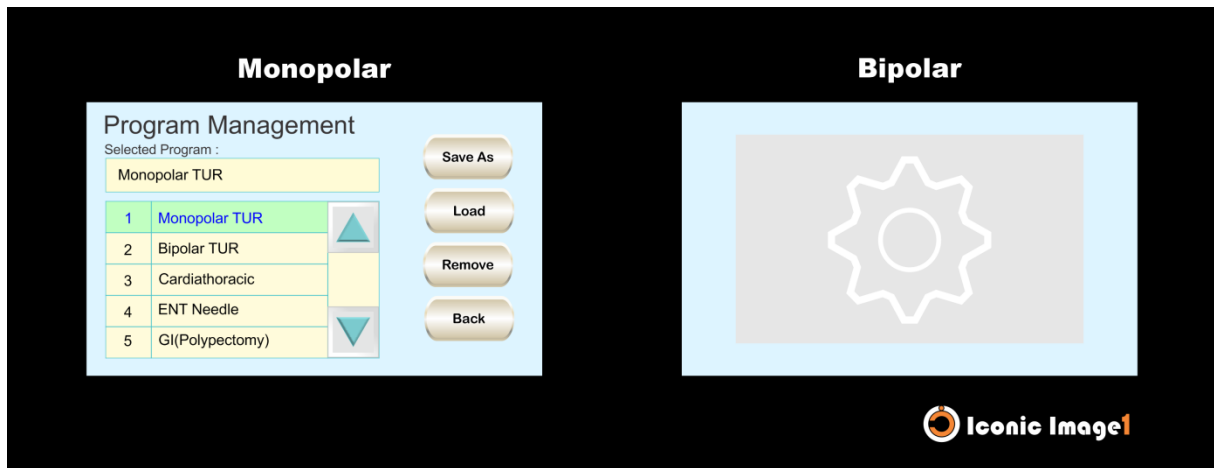 Monopolar
Bipolar
Program Management
Selected Program :
Monopolar TUR
1 Monopolar TUR
2 Bipolar TUR
3 Cardiathoracic
4 ENT Needle
5 GI(Polypectomy)
Save As
Load
Remove
Back
Iconic Image1